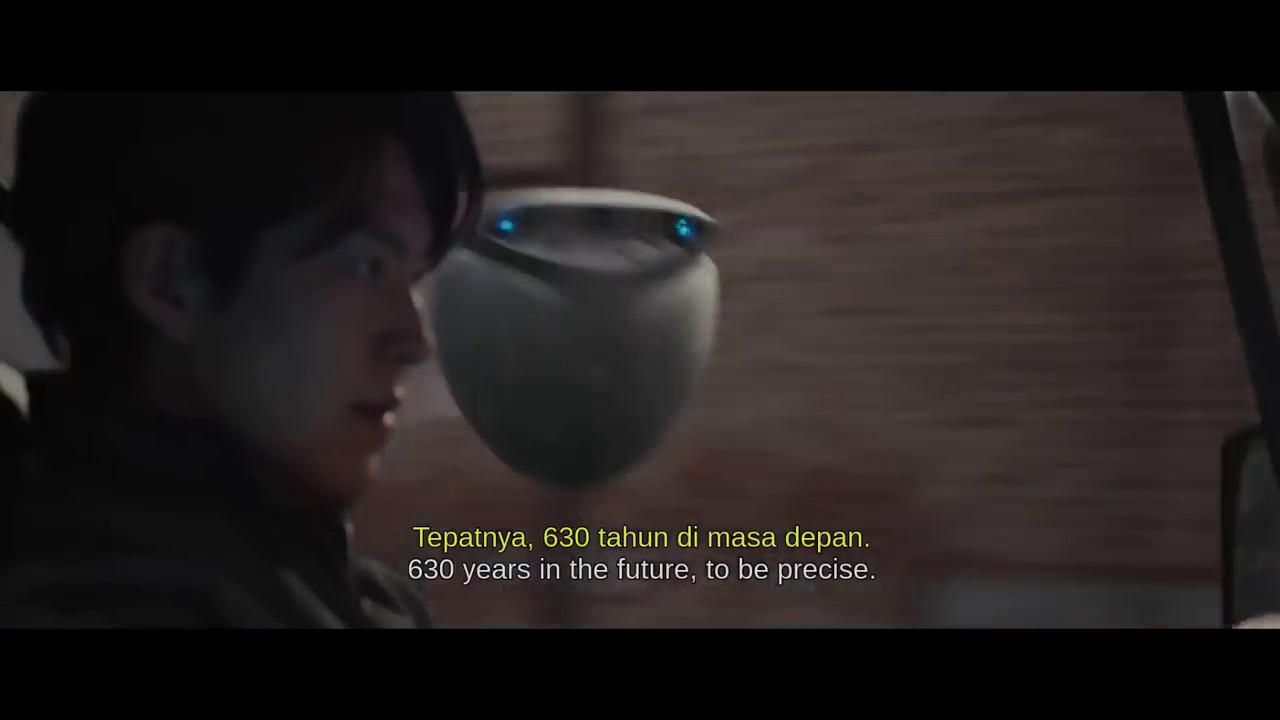 Tepatnya, 630 tahun di masa depan.
630 years in the future, to be precise.